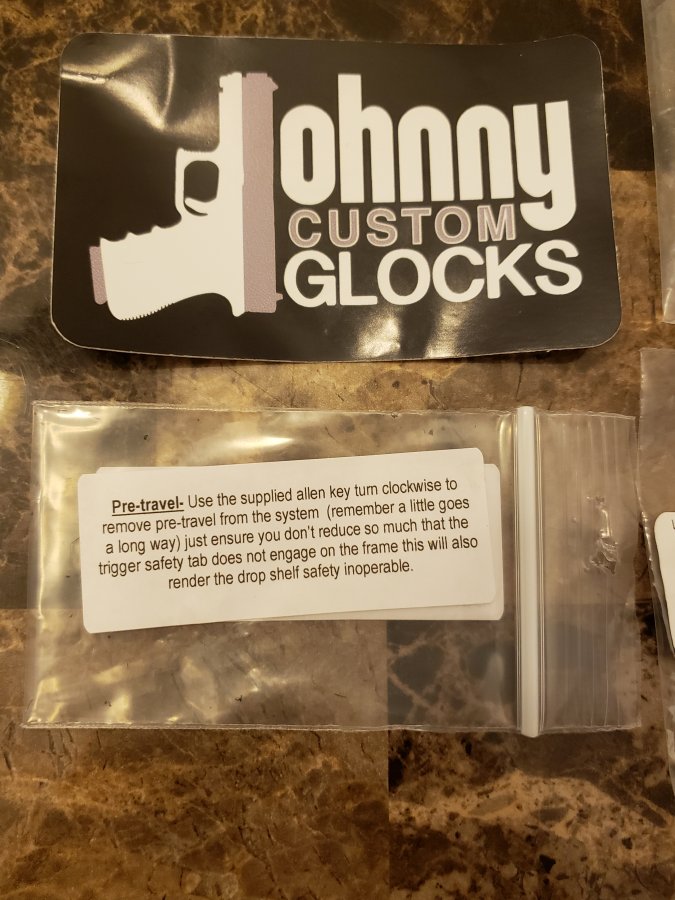 Johnny
CUSTOM
GLOCKS
Pre-travel- Use the supplied allen key turn clockwise to
remove pre-travel from the system (remember a little goes
a long way) just ensure you don't reduce so much that the
trigger safety tab does not engage on the frame this will also
render the drop shelf safety inoperable.